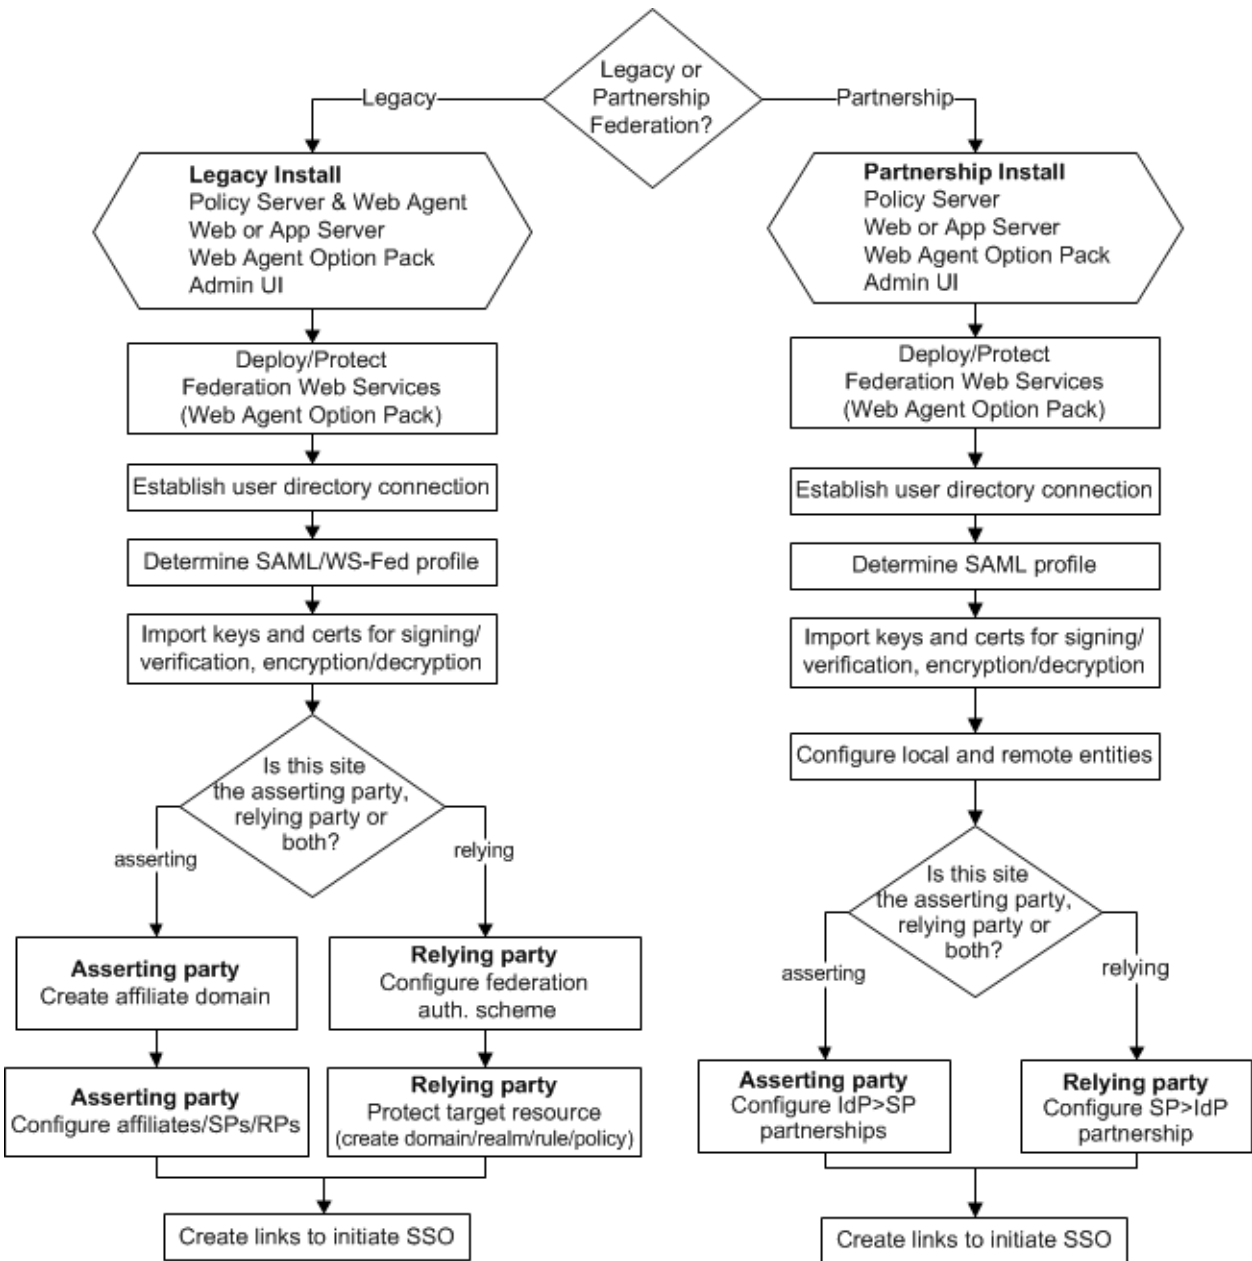 Legacy or
Partnership
Federation?
Legacy
Partnership
Legacy Install
Policy Server & Web Agent
Web or App Server
Web Agent Option Pack
Admin UI
Deploy/Protect
Federation Web Services
(Web Agent Option Pack)
Establish user directory connection
Determine SAML/WS-Fed profile
Import keys and certs for signing/
verification, encryption/decryption
Is this site
the asserting party,
relying party or
both?
asserting
relying
Asserting party
Create affiliate domain
Relying party
Configure federation
auth. scheme
Asserting party
Configure affiliates/SPs/RPs
Relying party
Protect target resource
(create domain/realm/rule/policy)
Create links to initiate SSO
Partnership Install
Policy Server
Web or App Server
Web Agent Option Pack
Admin UI
Deploy/Protect
Federation Web Services
(Web Agent Option Pack)
Establish user directory connection
Determine SAML profile
Import keys and certs for signing/
verification, encryption/decryption
Configure local and remote entities
Is this site
the asserting party,
relying party or
both?
asserting
relying
Asserting party
Configure IdP>SP
partnerships
Relying party
Configure SP>IdP
partnership
Create links to initiate SSO